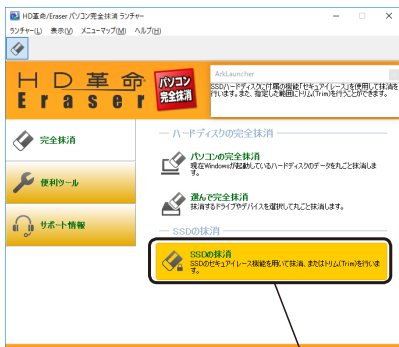 HD革命/Eraser パソコン完全抹消 ランチャー
ランチャー(L) 表示(V) メニューマップ(M) ヘルプ(H)
HD革命
Eraser
パソコン
完全抹消
ArkLauncher
SSDハードディスクに付属の機能「セキュアイレース」を使用して抹消を
行います。また、指定した範囲にトリム(Trim)を行うことができます。
完全抹消
便利ツール
サポート情報
ハードディスクの完全抹消
パソコンの完全抹消
現在Windowsが起動しているハードディスクのデータを丸ごと抹消しま
す。
選んで完全抹消
抹消するドライブやデバイスを選択して丸ごと抹消します。
SSDの抹消
SSDの抹消
SSDのセキュアイレース機能を用いて抹消、またはトリム(Trim)を行いま
す。